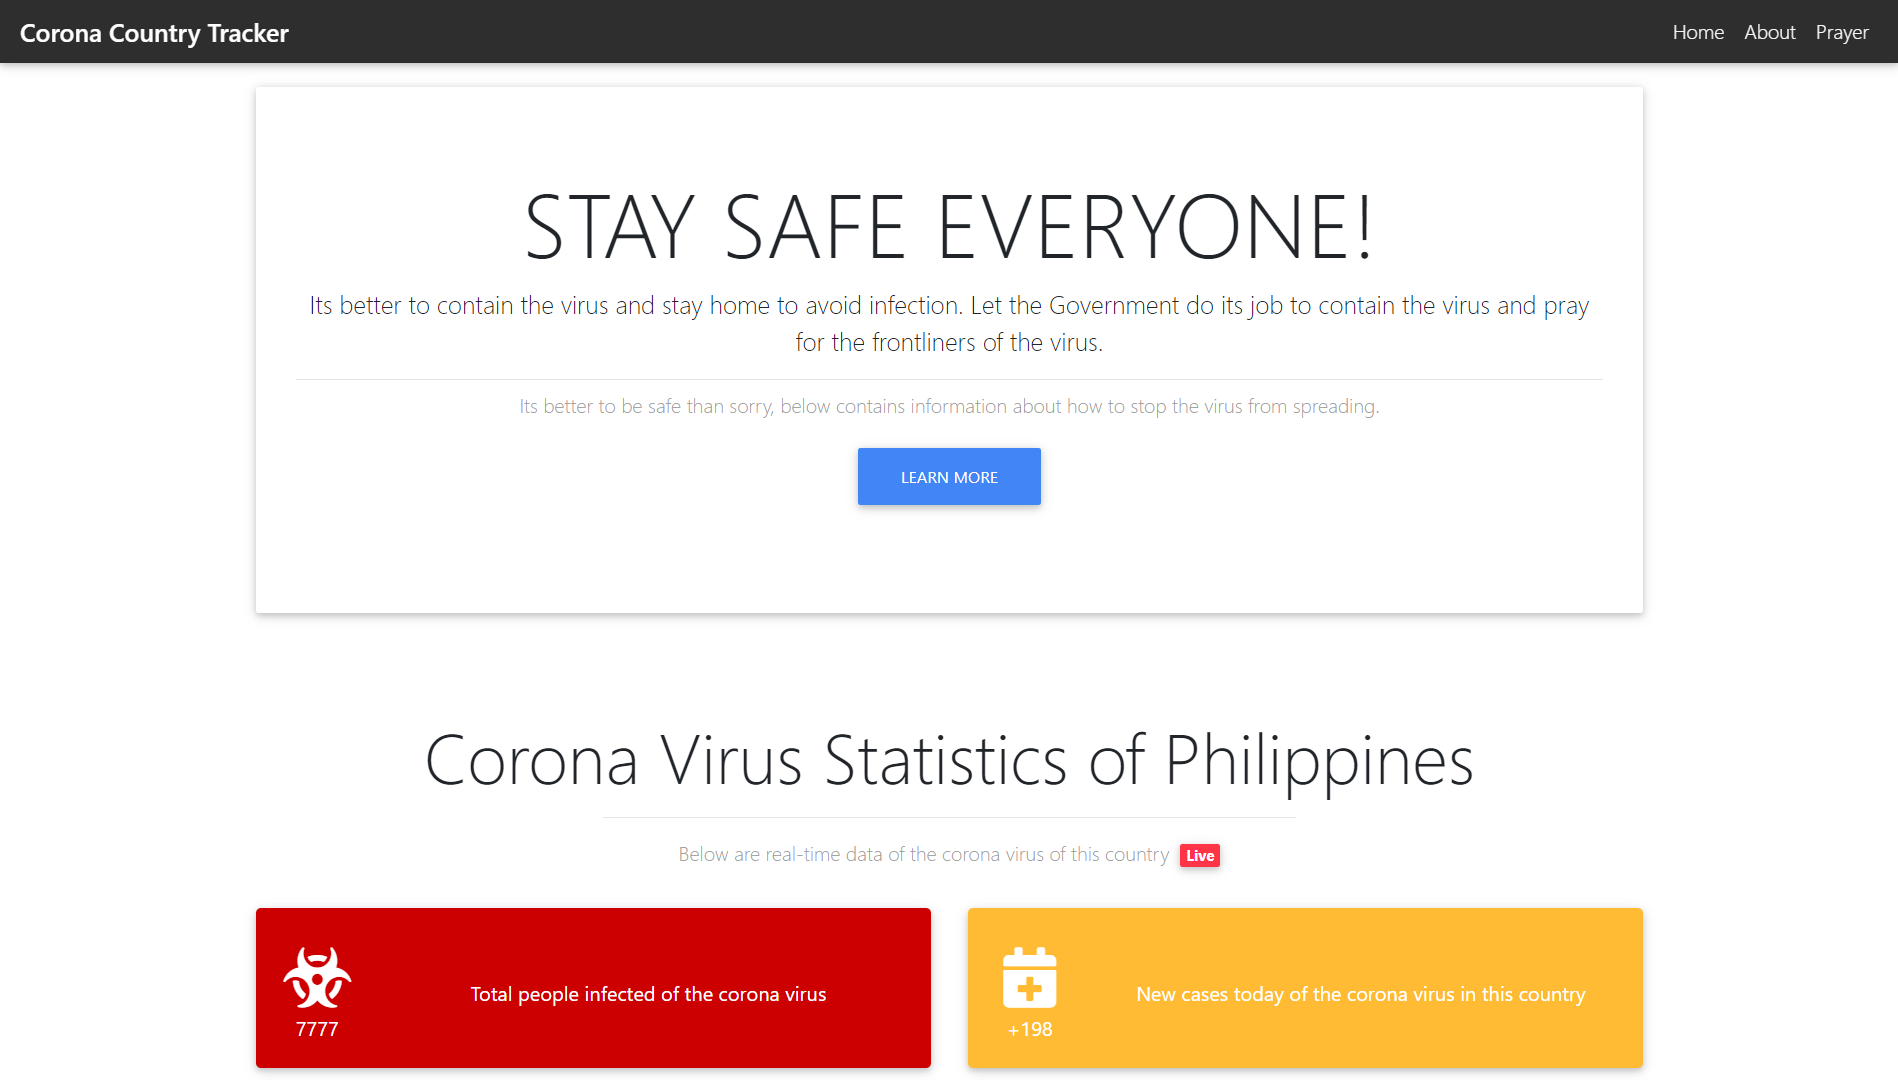 Corona Country Tracker
Home About Prayer
STAY SAFE EVERYONE!
Its better to contain the virus and stay home to avoid infection. Let the Government do its job to contain the virus and pray
for the frontliners of the virus.
Its better to be safe than sorry, below contains information about how to stop the virus from spreading.
LEARN MORE
Corona Virus Statistics of Philippines
Below are real-time data of the corona virus of this country Live
Total people infected of the corona virus
7777
New cases today of the corona virus in this country
+198